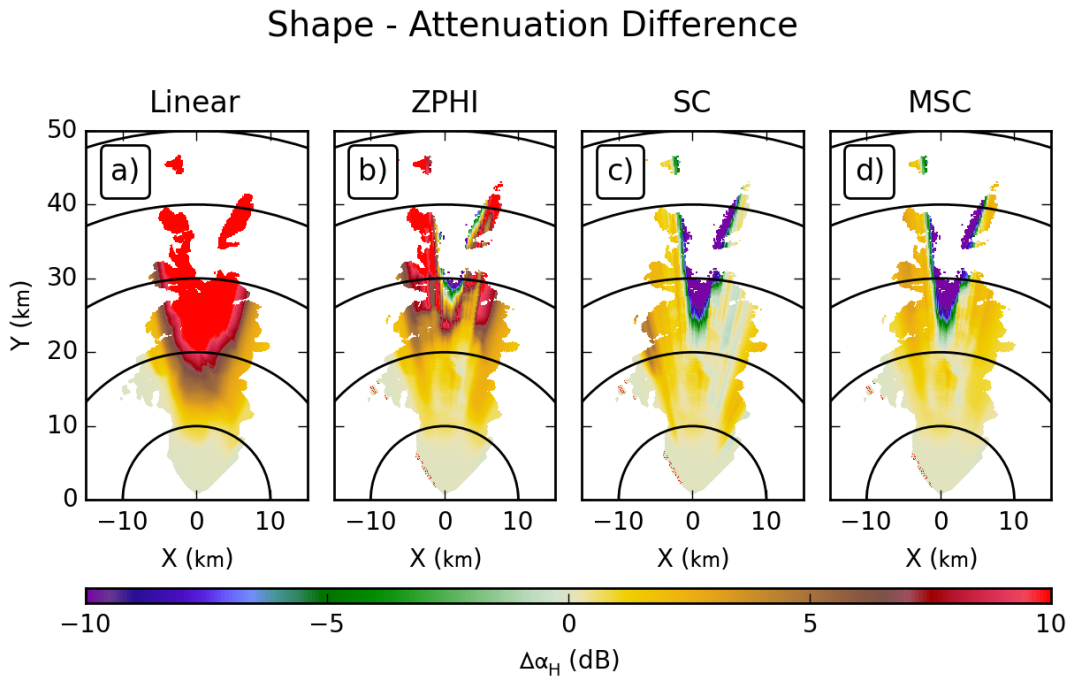 Shape - Attenuation Difference
Linear ZPHI SC MSC
50
a) b) c) d)
40
30
Y (km)
20
10
0
−10 0 10 −10 0 10 −10 0 10 −10 0 10
X (km) X (km) X (km) X (km)
−10 −5 0 5 10
Δα_H (dB)